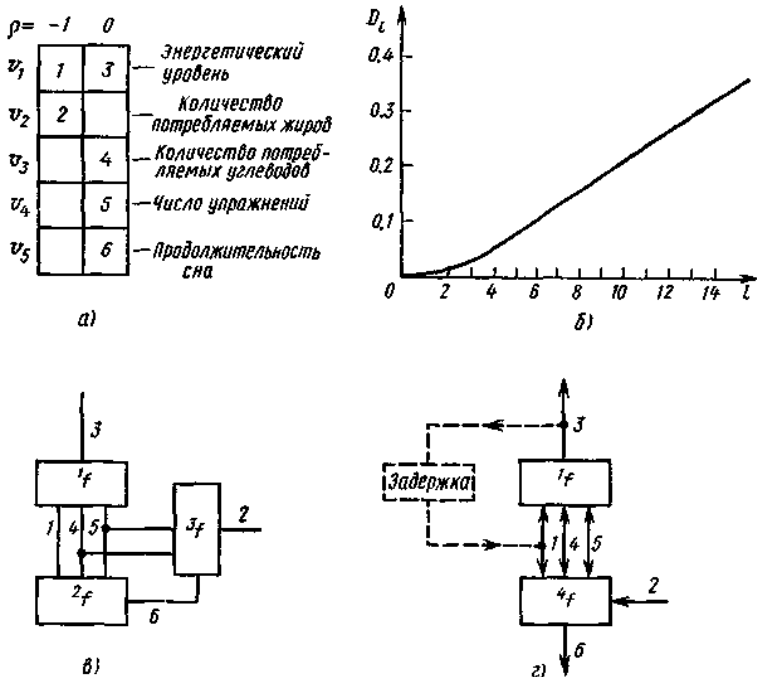 ρ= -1 0
v₁ 1 3 Энергетический
уровень
v₂ 2 Количество
потребляемых жиров
v₃ 4 Количество потреб-
ляемых углеводов
v₄ 5 Число упражнений
v₅ 6 Продолжительность
сна
а)
Dₗ
0,4
0,3
0,2
0,1
0 2 4 6 8 10 12 14 l
б)
3
¹f
1 4 5
³f 2
²f
6
в)
3
¹f
Задержка
1 4 5
⁴f 2
6
г)